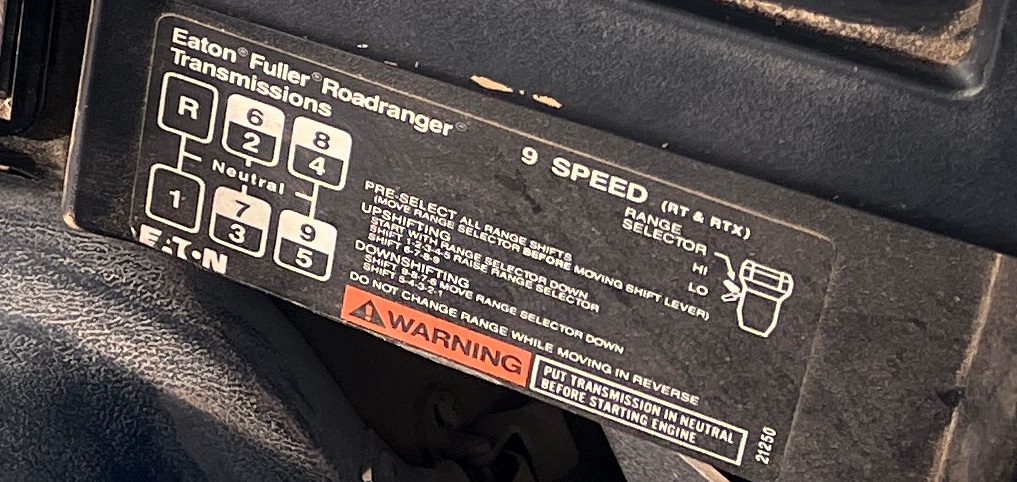 Eaton® Fuller® Roadranger®
Transmissions
R 6 8
2 4
Neutral
1 7 9
3 5
EATON
9 SPEED (RT & RTX)
RANGE
SELECTOR
HI
LO
PRE-SELECT ALL RANGE SHIFTS
(MOVE RANGE SELECTOR BEFORE MOVING SHIFT LEVER)
UPSHIFTING
START WITH RANGE SELECTOR DOWN
SHIFT 1-2-3-4-5 RAISE RANGE SELECTOR
SHIFT 6-7-8-9
DOWNSHIFTING
SHIFT 9-8-7-6 MOVE RANGE SELECTOR DOWN
SHIFT 5-4-3-2-1
DO NOT CHANGE RANGE WHILE MOVING IN REVERSE
WARNING
PUT TRANSMISSION IN NEUTRAL
BEFORE STARTING ENGINE
21250